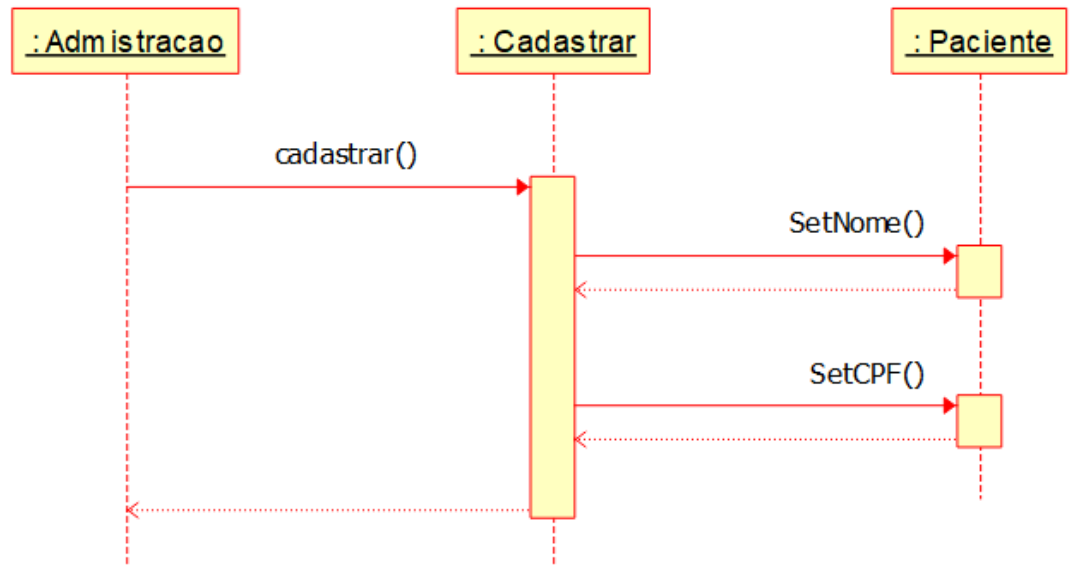 : Admistracao
: Cadastrar
: Paciente
cadastrar()
SetNome()
SetCPF()